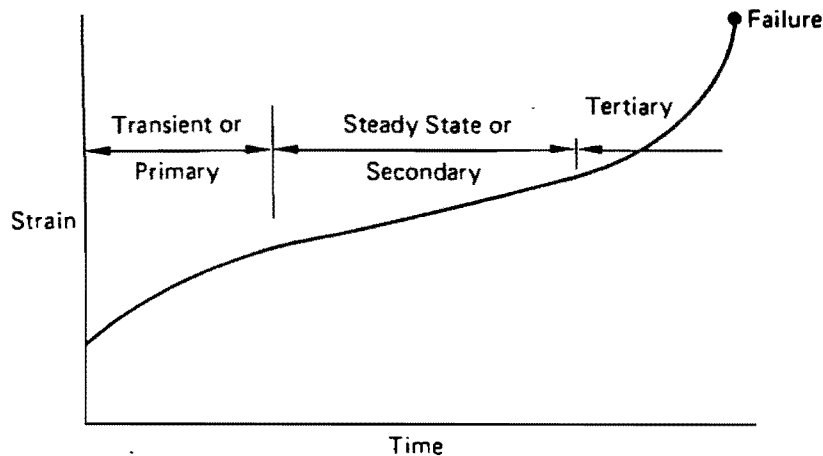 Failure
Tertiary
Transient or
Steady State or
Primary
Secondary
Strain
Time